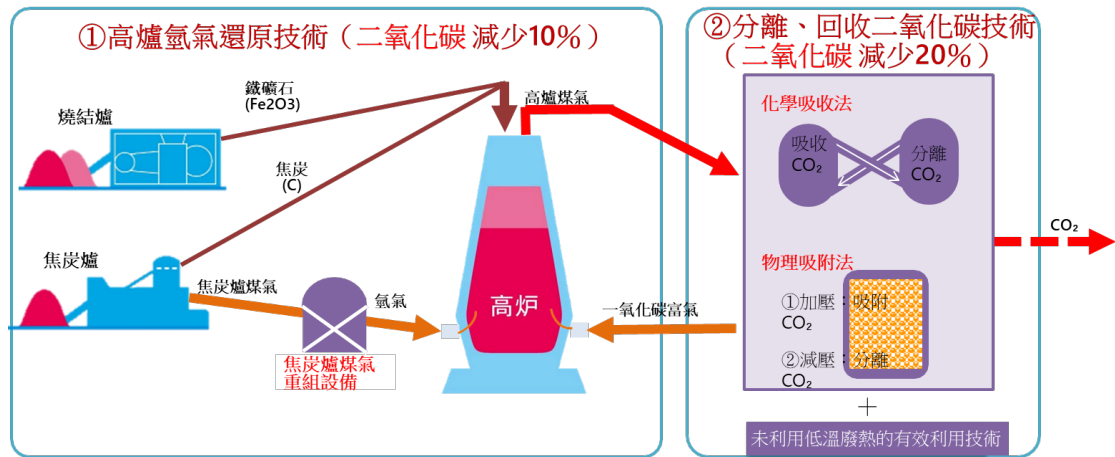 ①高爐氫氣還原技術（二氧化碳 減少10%）
鐵礦石
(Fe2O3)
燒結爐
焦炭
(C)
焦炭爐
焦炭爐煤氣
氫氣
焦炭爐煤氣
重組設備
高炉
高爐煤氣
一氧化碳富氣
②分離、回收二氧化碳技術
（二氧化碳 減少20%）
化學吸收法
吸收
CO₂
分離
CO₂
物理吸附法
①加壓：吸附
CO₂
②減壓：分離
CO₂
CO₂
＋
未利用低溫廢熱的有效利用技術